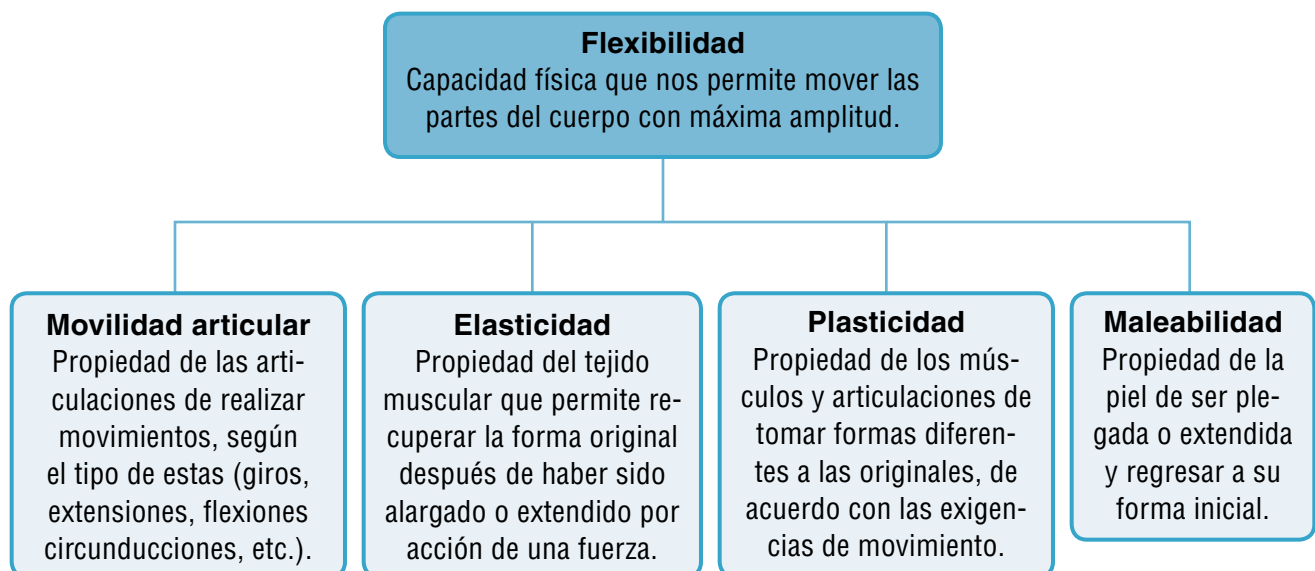 Flexibilidad
Capacidad física que nos permite mover las
partes del cuerpo con máxima amplitud.
Movilidad articular
Propiedad de las arti-
culaciones de realizar
movimientos, según
el tipo de estas (giros,
extensiones, flexiones
circunducciones, etc.).
Elasticidad
Propiedad del tejido
muscular que permite re-
cuperar la forma original
después de haber sido
alargado o extendido por
acción de una fuerza.
Plasticidad
Propiedad de los mús-
culos y articulaciones de
tomar formas diferen-
tes a las originales, de
acuerdo con las exigen-
cias de movimiento.
Maleabilidad
Propiedad de la
piel de ser ple-
gada o extendida
y regresar a su
forma inicial.